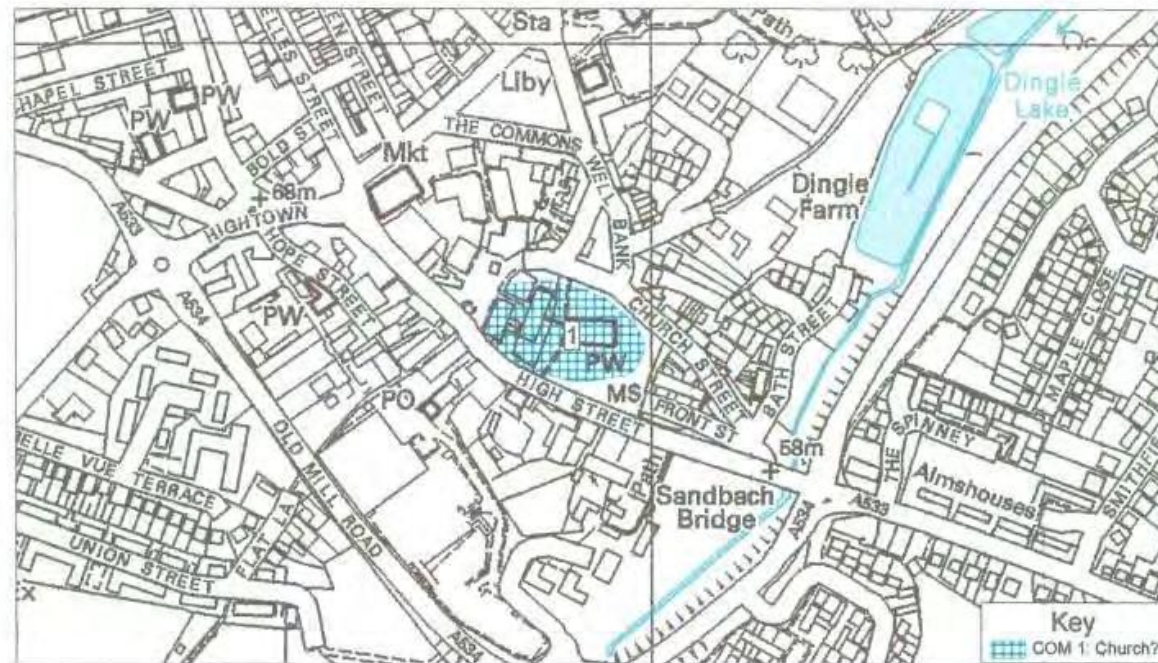 Sta
Path
Liby
CHAPEL STREET
PW
PW
BOLD ST
68m
Mkt
THE COMMONS
WELL BANK
Dingle Lake
Dingle Farm
A533
HIGHTOWN
HOPE STREET
PW
A534
1
PW
CHURCH STREET
BATH STREET
MAPLE CLOSE
MS
HIGH STREET
FRONT ST
PO
OLD MILL ROAD
58m
THE SPINNEY
Almshouses
Path
Sandbach Bridge
A534
A533
VUE TERRACE
UNION STREET
FLAT LA
A534
Key
COM 1: Church?